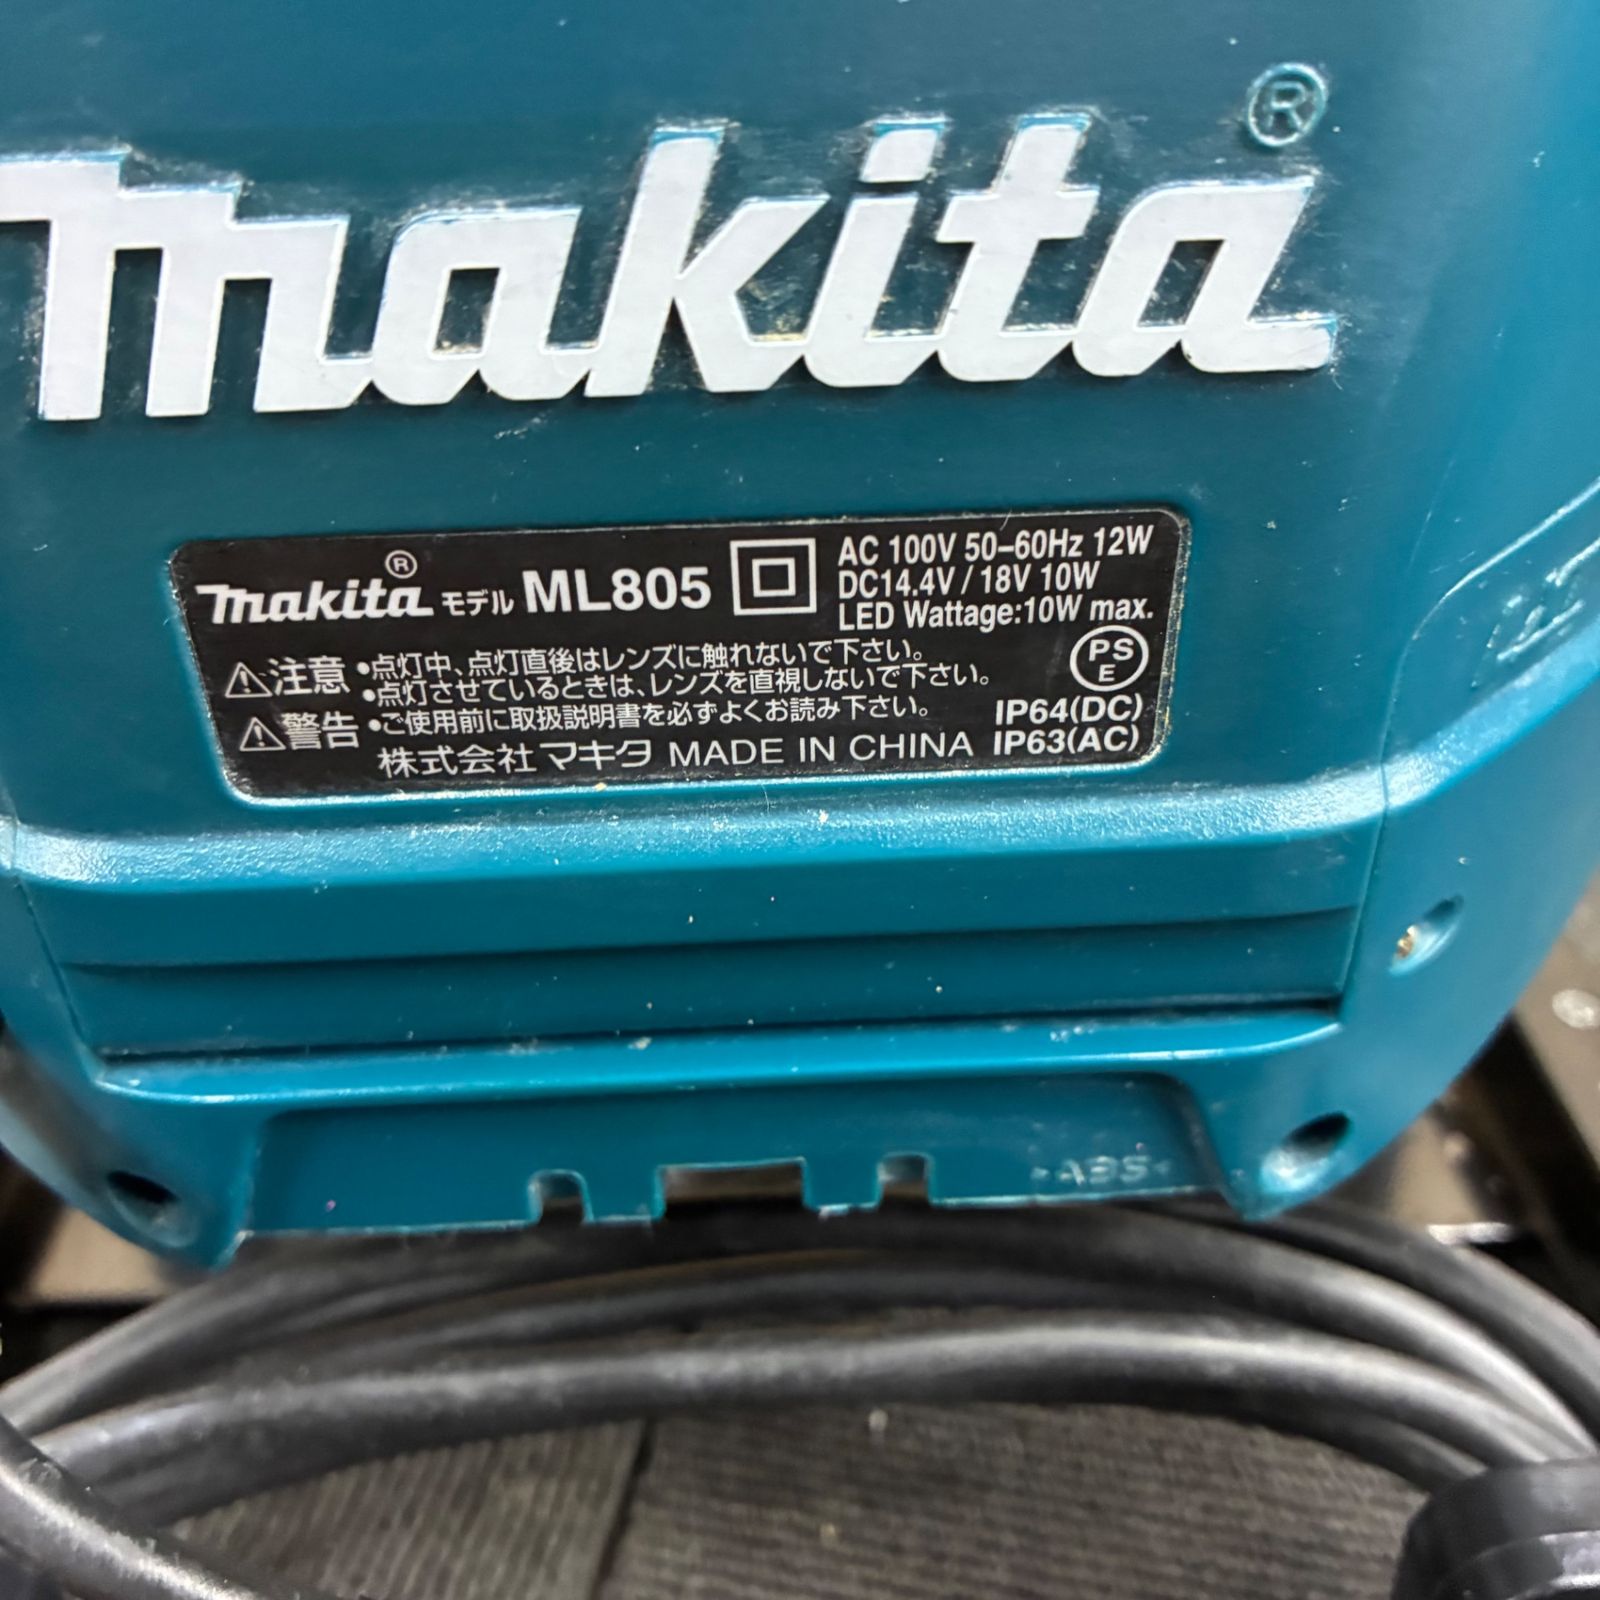 makita®
makita® モデル ML805
AC 100V 50-60Hz 12W
DC14.4V / 18V 10W
LED Wattage:10W max.
⚠注意 •点灯中、点灯直後はレンズに触れないで下さい。
•点灯させているときは、レンズを直視しないで下さい。
⚠警告 •ご使用前に取扱説明書を必ずよくお読み下さい。
PS
E
IP64(DC)
株式会社マキタ MADE IN CHINA IP63(AC)
>ABS<